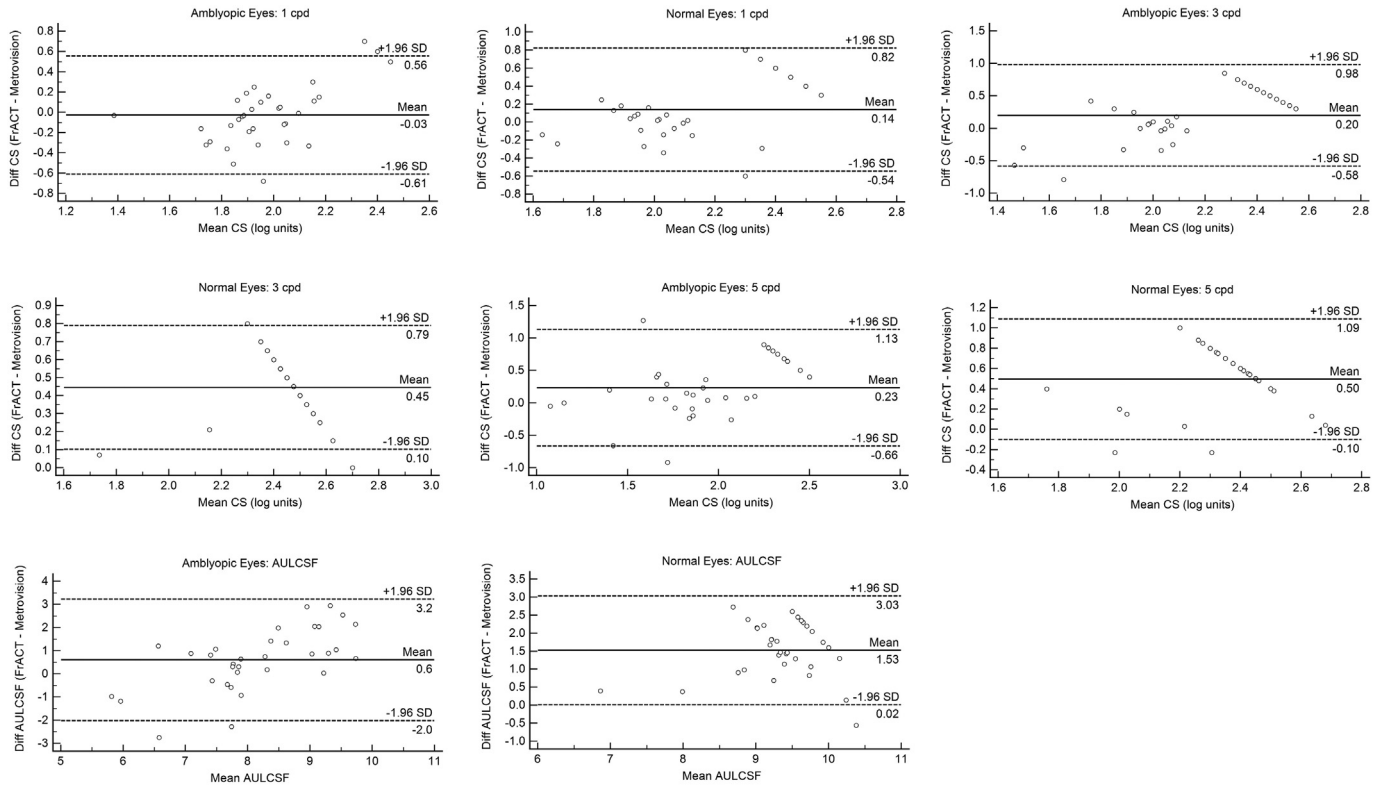 Amblyopic Eyes: 1 cpd
Diff CS (FrACT - Metrovision)
0.8
0.6
0.4
0.2
0.0
-0.2
-0.4
-0.6
-0.8
+1.96 SD
0.56
Mean
-0.03
-1.96 SD
-0.61
1.2 1.4 1.6 1.8 2.0 2.2 2.4 2.6
Mean CS (log units)
Normal Eyes: 1 cpd
Diff CS (FrACT - Metrovision)
1.0
0.8
0.6
0.4
0.2
0.0
-0.2
-0.4
-0.6
-0.8
+1.96 SD
0.82
Mean
0.14
-1.96 SD
-0.54
1.6 1.8 2.0 2.2 2.4 2.6 2.8
Mean CS (log units)
Amblyopic Eyes: 3 cpd
Diff CS (FrACT - Metrovision)
1.5
1.0
0.5
0.0
-0.5
-1.0
+1.96 SD
0.98
Mean
0.20
-1.96 SD
-0.58
1.4 1.6 1.8 2.0 2.2 2.4 2.6 2.8
Mean CS (log units)
Normal Eyes: 3 cpd
Diff CS (FrACT - Metrovision)
0.9
0.8
0.7
0.6
0.5
0.4
0.3
0.2
0.1
0.0
+1.96 SD
0.79
Mean
0.45
-1.96 SD
0.10
1.6 1.8 2.0 2.2 2.4 2.6 2.8 3.0
Mean CS (log units)
Amblyopic Eyes: 5 cpd
Diff CS (FrACT - Metrovision)
1.5
1.0
0.5
0.0
-0.5
-1.0
+1.96 SD
1.13
Mean
0.23
-1.96 SD
-0.66
1.0 1.5 2.0 2.5 3.0
Mean CS (log units)
Normal Eyes: 5 cpd
Diff CS (FrACT - Metrovision)
1.2
1.0
0.8
0.6
0.4
0.2
0.0
-0.2
-0.4
+1.96 SD
1.09
Mean
0.50
-1.96 SD
-0.10
1.6 1.8 2.0 2.2 2.4 2.6 2.8
Mean CS (log units)
Amblyopic Eyes: AULCSF
Diff AULCSF (FrACT - Metrovision)
4
3
2
1
0
-1
-2
-3
+1.96 SD
3.2
Mean
0.6
-1.96 SD
-2.0
5 6 7 8 9 10 11
Mean AULCSF
Normal Eyes: AULCSF
Diff AULCSF (FrACT - Metrovision)
3.5
3.0
2.5
2.0
1.5
1.0
0.5
0.0
-0.5
-1.0
+1.96 SD
3.03
Mean
1.53
-1.96 SD
0.02
6 7 8 9 10 11
Mean AULCSF